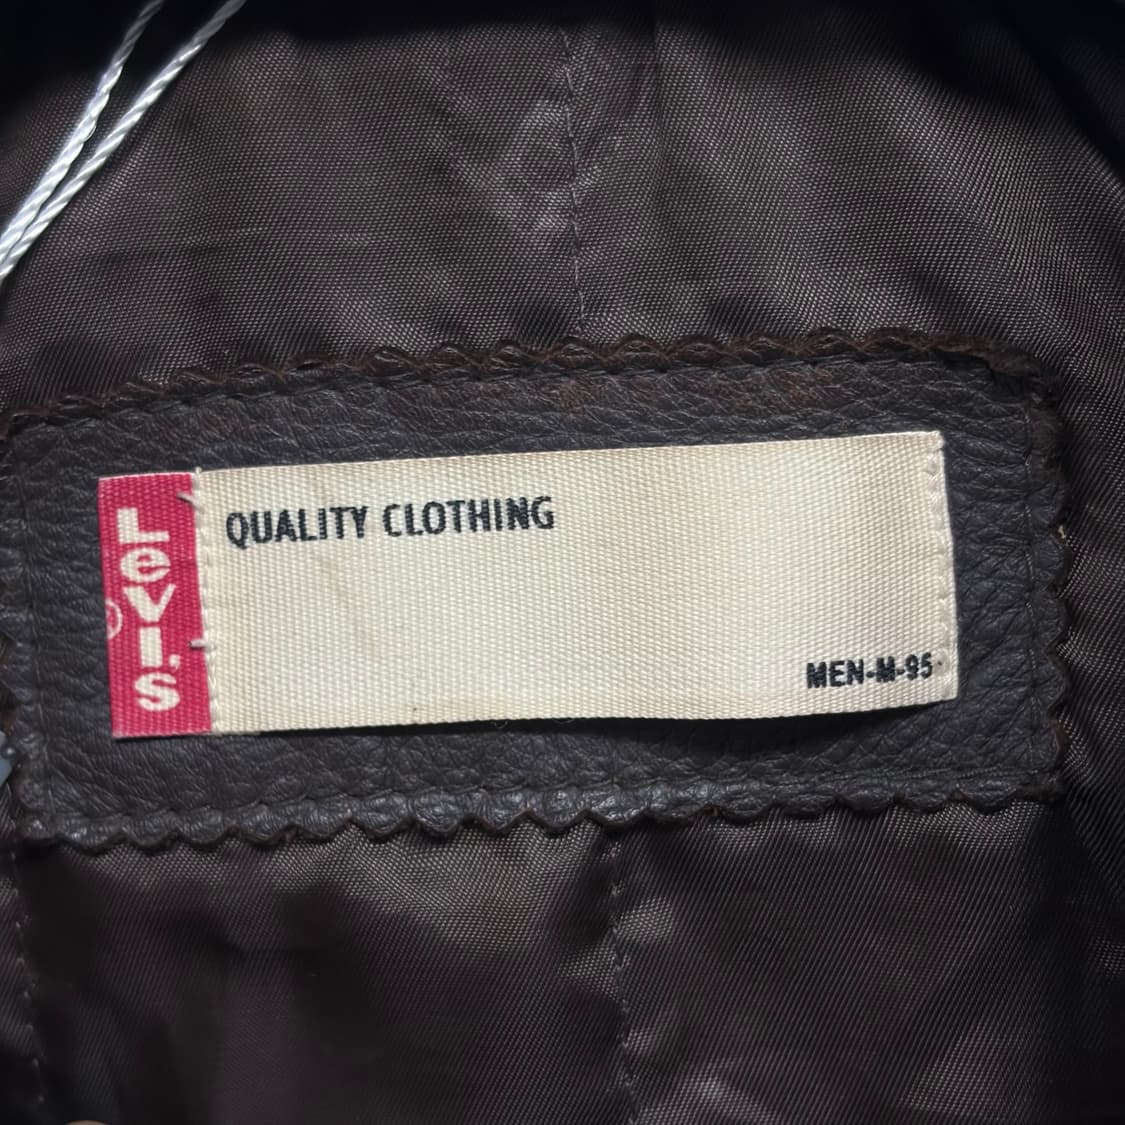 Levi's
®
QUALITY CLOTHING
MEN-M-95